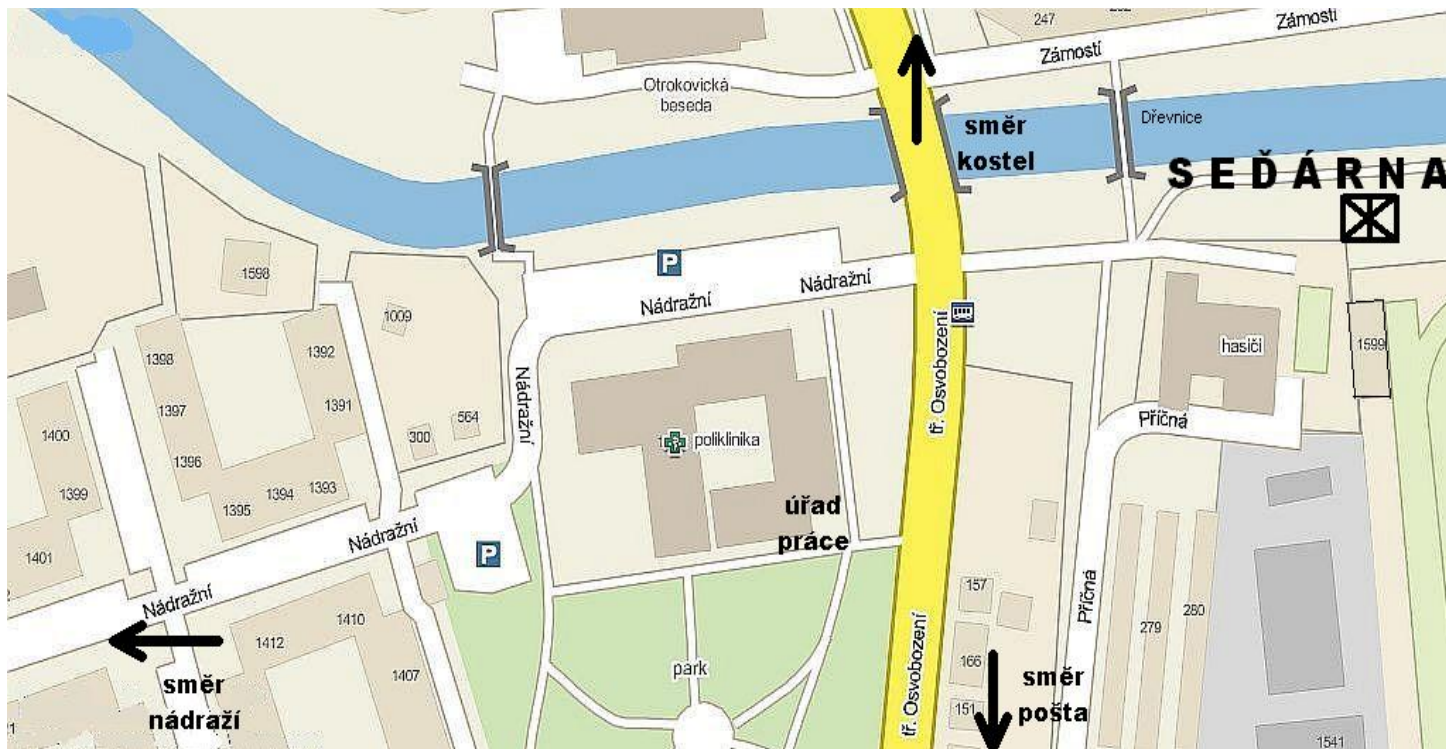 247
Zámostí
Zámostí
Otrokovická
beseda
směr
kostel
Dřevnice
SEĎÁRNA
1598
P
Nádražní
Nádražní
1009
1398
1392
1397
1391
1400
1396
1399
1395
1394
1393
1401
300
564
Nádražní
poliklinika
tř. Osvobození
hasiči
1599
Příčná
úřad
práce
P
Nádražní
Nádražní
Příčná
157
279
280
1412
1410
1407
park
tř. Osvobození
166
151
směr
nádraží
směr
pošta
1541